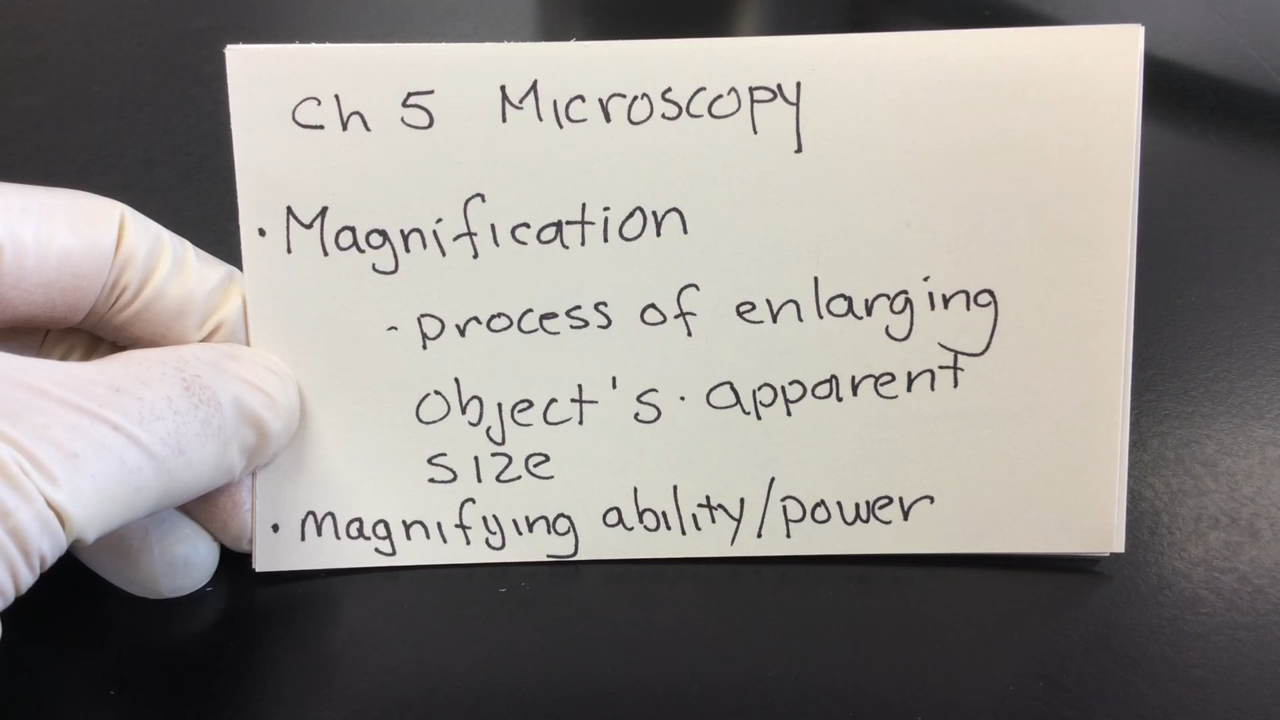 Ch 5 Microscopy
· Magnification
- process of enlarging
object's · apparent
size
· magnifying ability/power